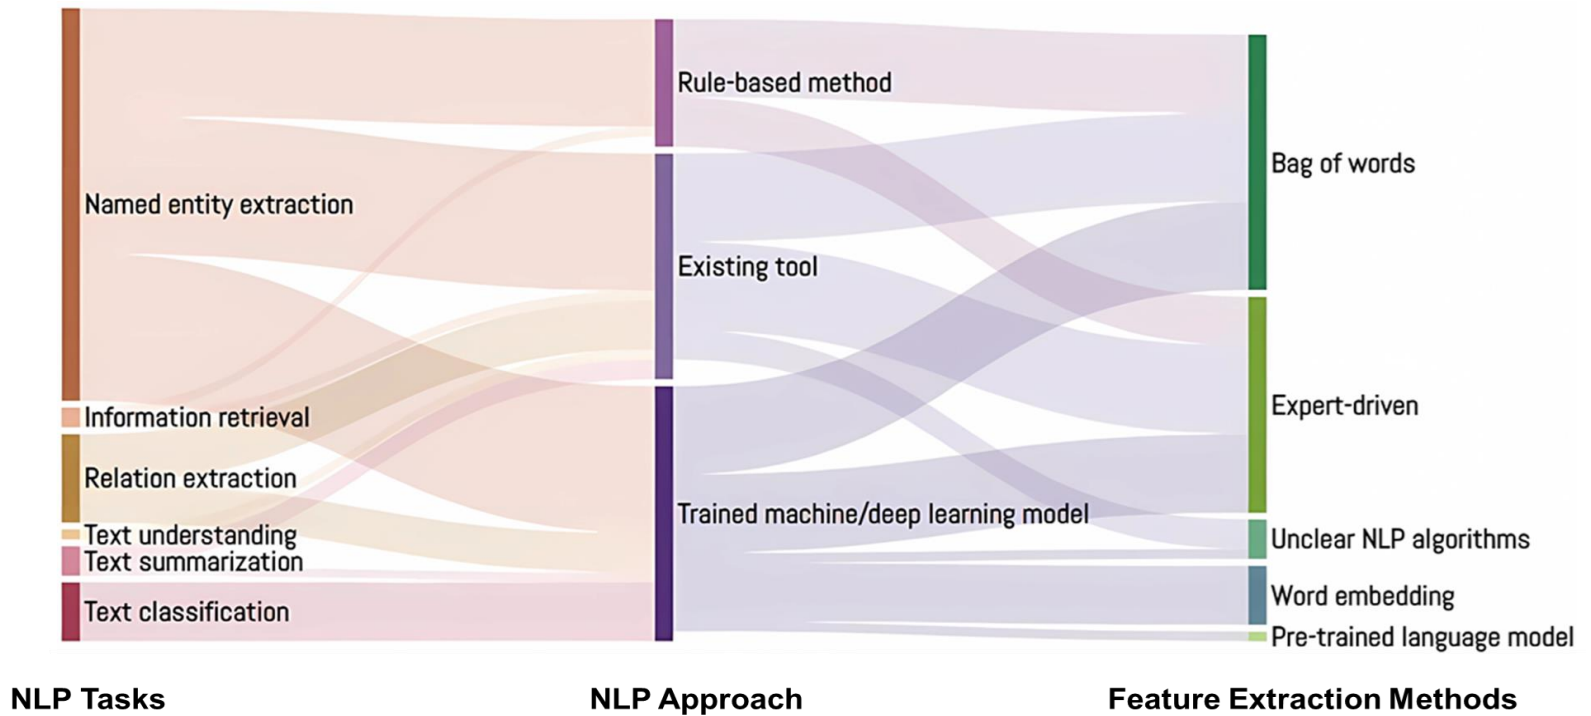 Named entity extraction
Information retrieval
Relation extraction
Text understanding
Text summarization
Text classification
Rule-based method
Existing tool
Trained machine/deep learning model
Bag of words
Expert-driven
Unclear NLP algorithms
Word embedding
Pre-trained language model
NLP Tasks
NLP Approach
Feature Extraction Methods